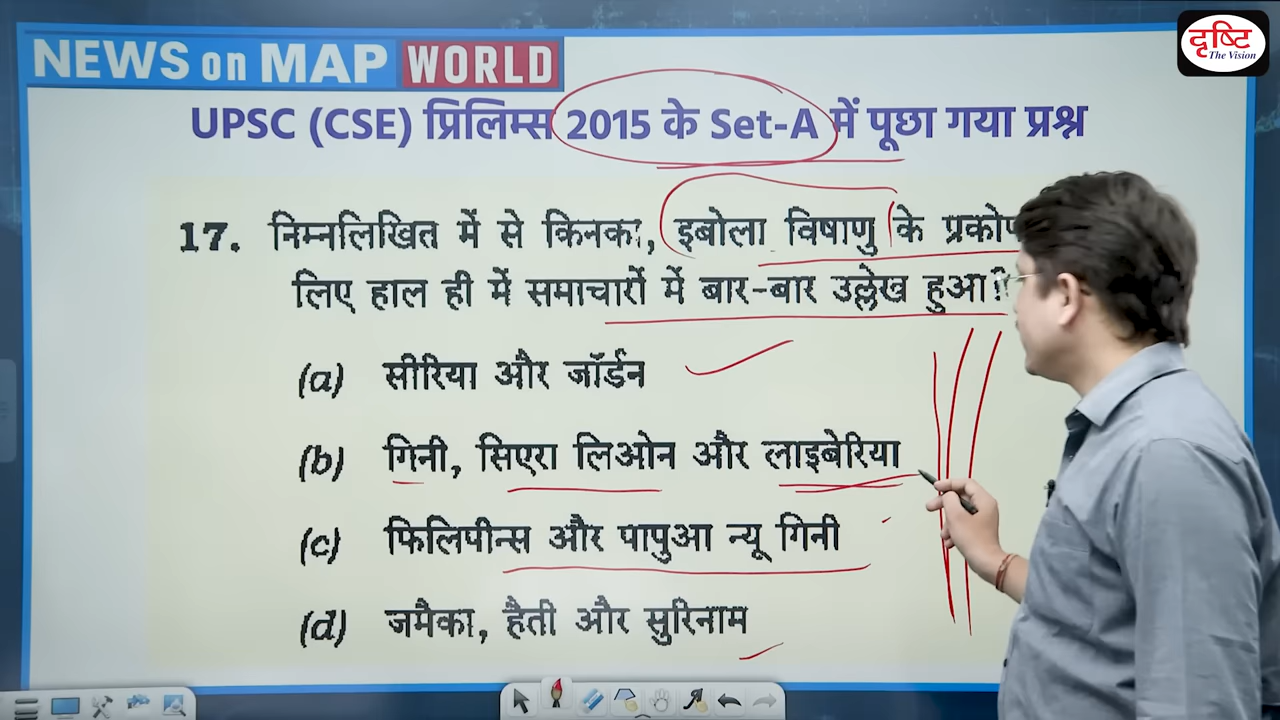 NEWS on MAP WORLD
दृष्टि
The Vision
UPSC (CSE) प्रिलिम्स 2015 के Set-A में पूछा गया प्रश्न
17. निम्नलिखित में से किनका, इबोला विषाणु के
लिए हाल ही में समाचारों में बार-बार उल्लेख हुआ?
(a) सीरिया और जॉर्डन
(b) गिनी, सिएरा लिओन और लाइबेरिया
(c) फिलिपीन्स और पापुआ न्यू गिनी
(d) जमैका, हैती और सुरिनाम